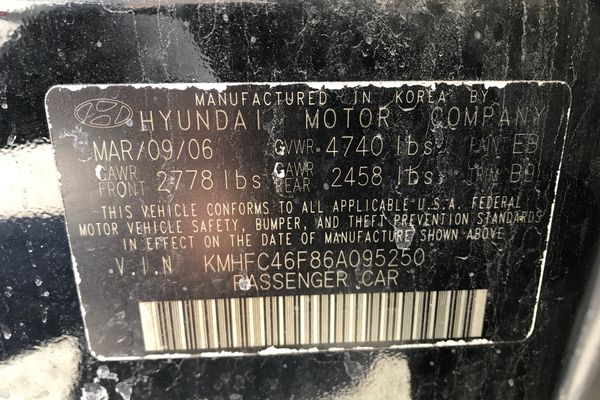 MANUFACTURED IN KOREA BY
HYUNDAI MOTOR COMPANY
MAR/09/06 GVWR 4740 lbs PAINT EB
GAWR FRONT 2778 lbs GAWR REAR 2458 lbs TRIM B9
THIS VEHICLE CONFORMS TO ALL APPLICABLE U.S.A. FEDERAL
MOTOR VEHICLE SAFETY, BUMPER, AND THEFT PREVENTION STANDARDS
IN EFFECT ON THE DATE OF MANUFACTURE SHOWN ABOVE
VIN KMHFC46F86A095250
PASSENGER CAR